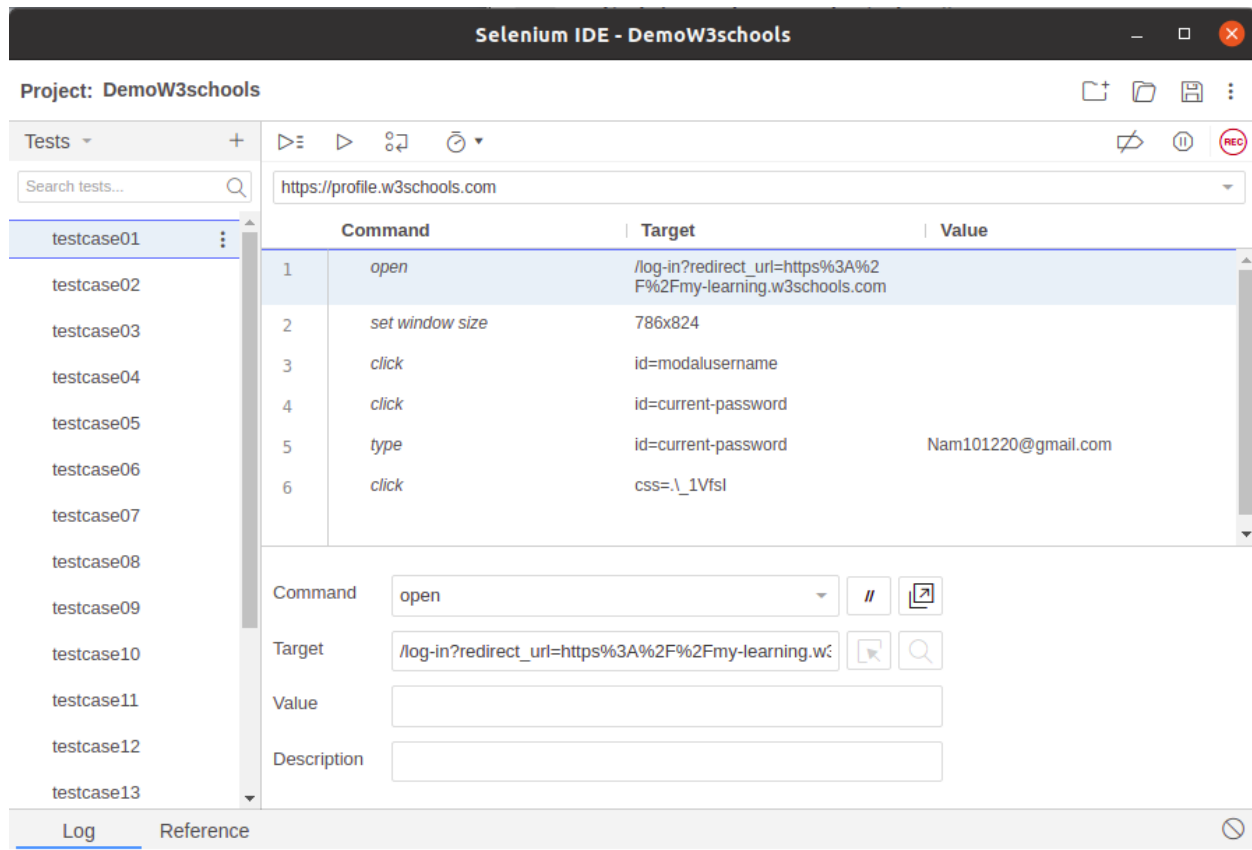 Selenium IDE - DemoW3schools
Project: DemoW3schools
Tests
REC
Search tests...
https://profile.w3schools.com
Command Target Value
testcase01
testcase02
testcase03
testcase04
testcase05
testcase06
testcase07
testcase08
testcase09
testcase10
testcase11
testcase12
testcase13
1 open /log-in?redirect_url=https%3A%2
F%2Fmy-learning.w3schools.com
2 set window size 786x824
3 click id=modalusername
4 click id=current-password
5 type id=current-password Nam101220@gmail.com
6 click css=.\_1VfsI
Command open //
Target /log-in?redirect_url=https%3A%2F%2Fmy-learning.w3
Value
Description
Log Reference